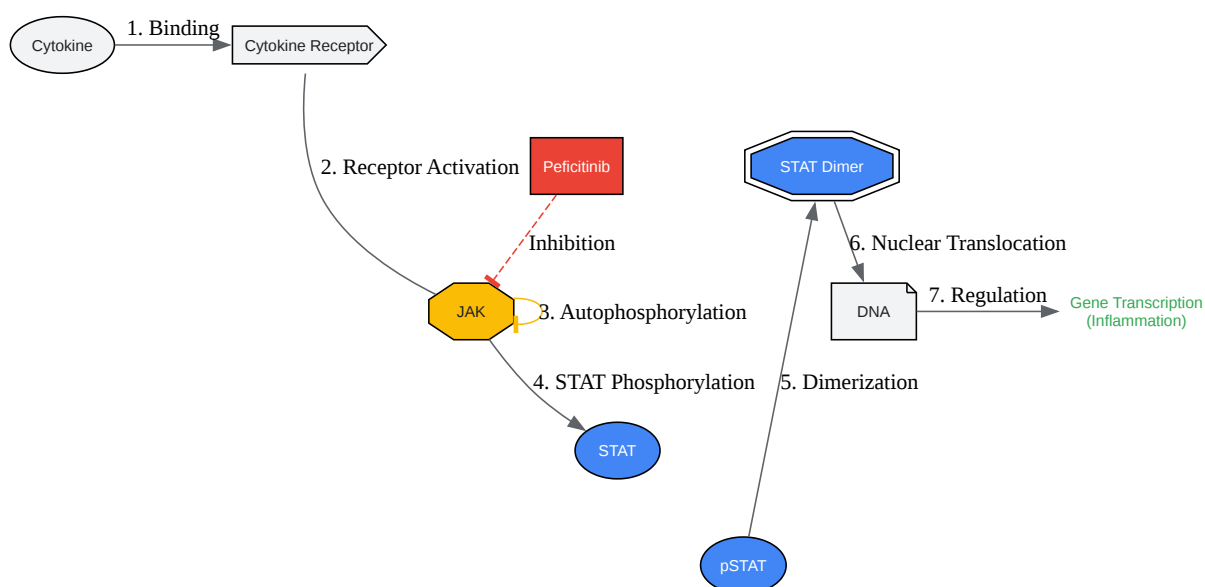 1. Binding
Cytokine
Cytokine Receptor
2. Receptor Activation
Peficitinib
STAT Dimer
Inhibition
6. Nuclear Translocation
7. Regulation
Gene Transcription
(Inflammation)
JAK
3. Autophosphorylation
DNA
4. STAT Phosphorylation
5. Dimerization
STAT
pSTAT